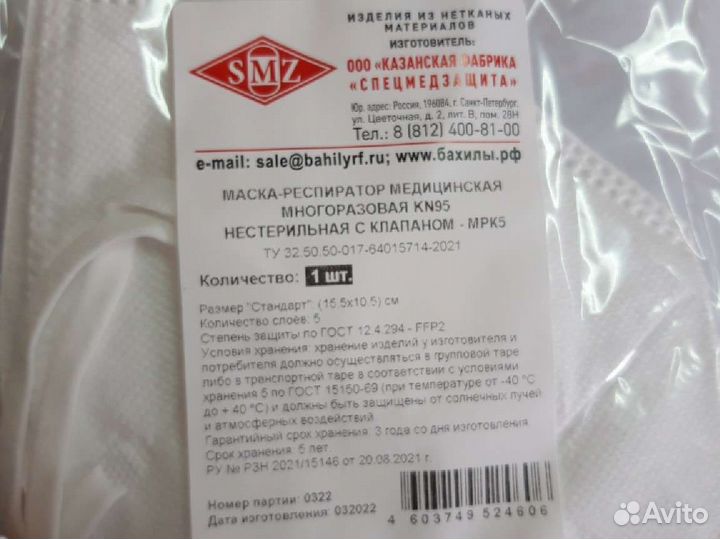 ИЗДЕЛИЯ ИЗ НЕТКАНЫХ
МАТЕРИАЛОВ
ИЗГОТОВИТЕЛЬ:
SMZ
ООО «КАЗАНСКАЯ ФАБРИКА
«СПЕЦМЕДЗАЩИТА»
Юр. адрес: Россия, 196084, г. Санкт-Петербург,
ул. Цветочная, д. 2, лит. В, пом. 28Н
Тел.: 8 (812) 400-81-00
e-mail: sale@bahilyrf.ru; www.бахилы.рф
МАСКА-РЕСПИРАТОР МЕДИЦИНСКАЯ
МНОГОРАЗОВАЯ KN95
НЕСТЕРИЛЬНАЯ С КЛАПАНОМ - МРК5
ТУ 32.50.50-017-64015714-2021
Количество: 1 шт.
Размер "Стандарт": (15.5x10.5) см
Количество слоев: 5
Степень защиты по ГОСТ 12.4.294 - FFP2
Условия хранения: хранение изделий у изготовителя и
потребителя должно осуществляться в групповой таре
либо в транспортной таре в соответствии с условиями
хранения 5 по ГОСТ 15150-69 (при температуре от -40 °C
до + 40 °C) и должны быть защищены от солнечных лучей
и атмосферных воздействий
Гарантийный срок хранения: 3 года со дня изготовления.
Срок хранения: 5 лет.
РУ № РЗН 2021/15146 от 20.08.2021 г.
Номер партии: 0322
Дата изготовления: 032022
4 603749 524606
Avito